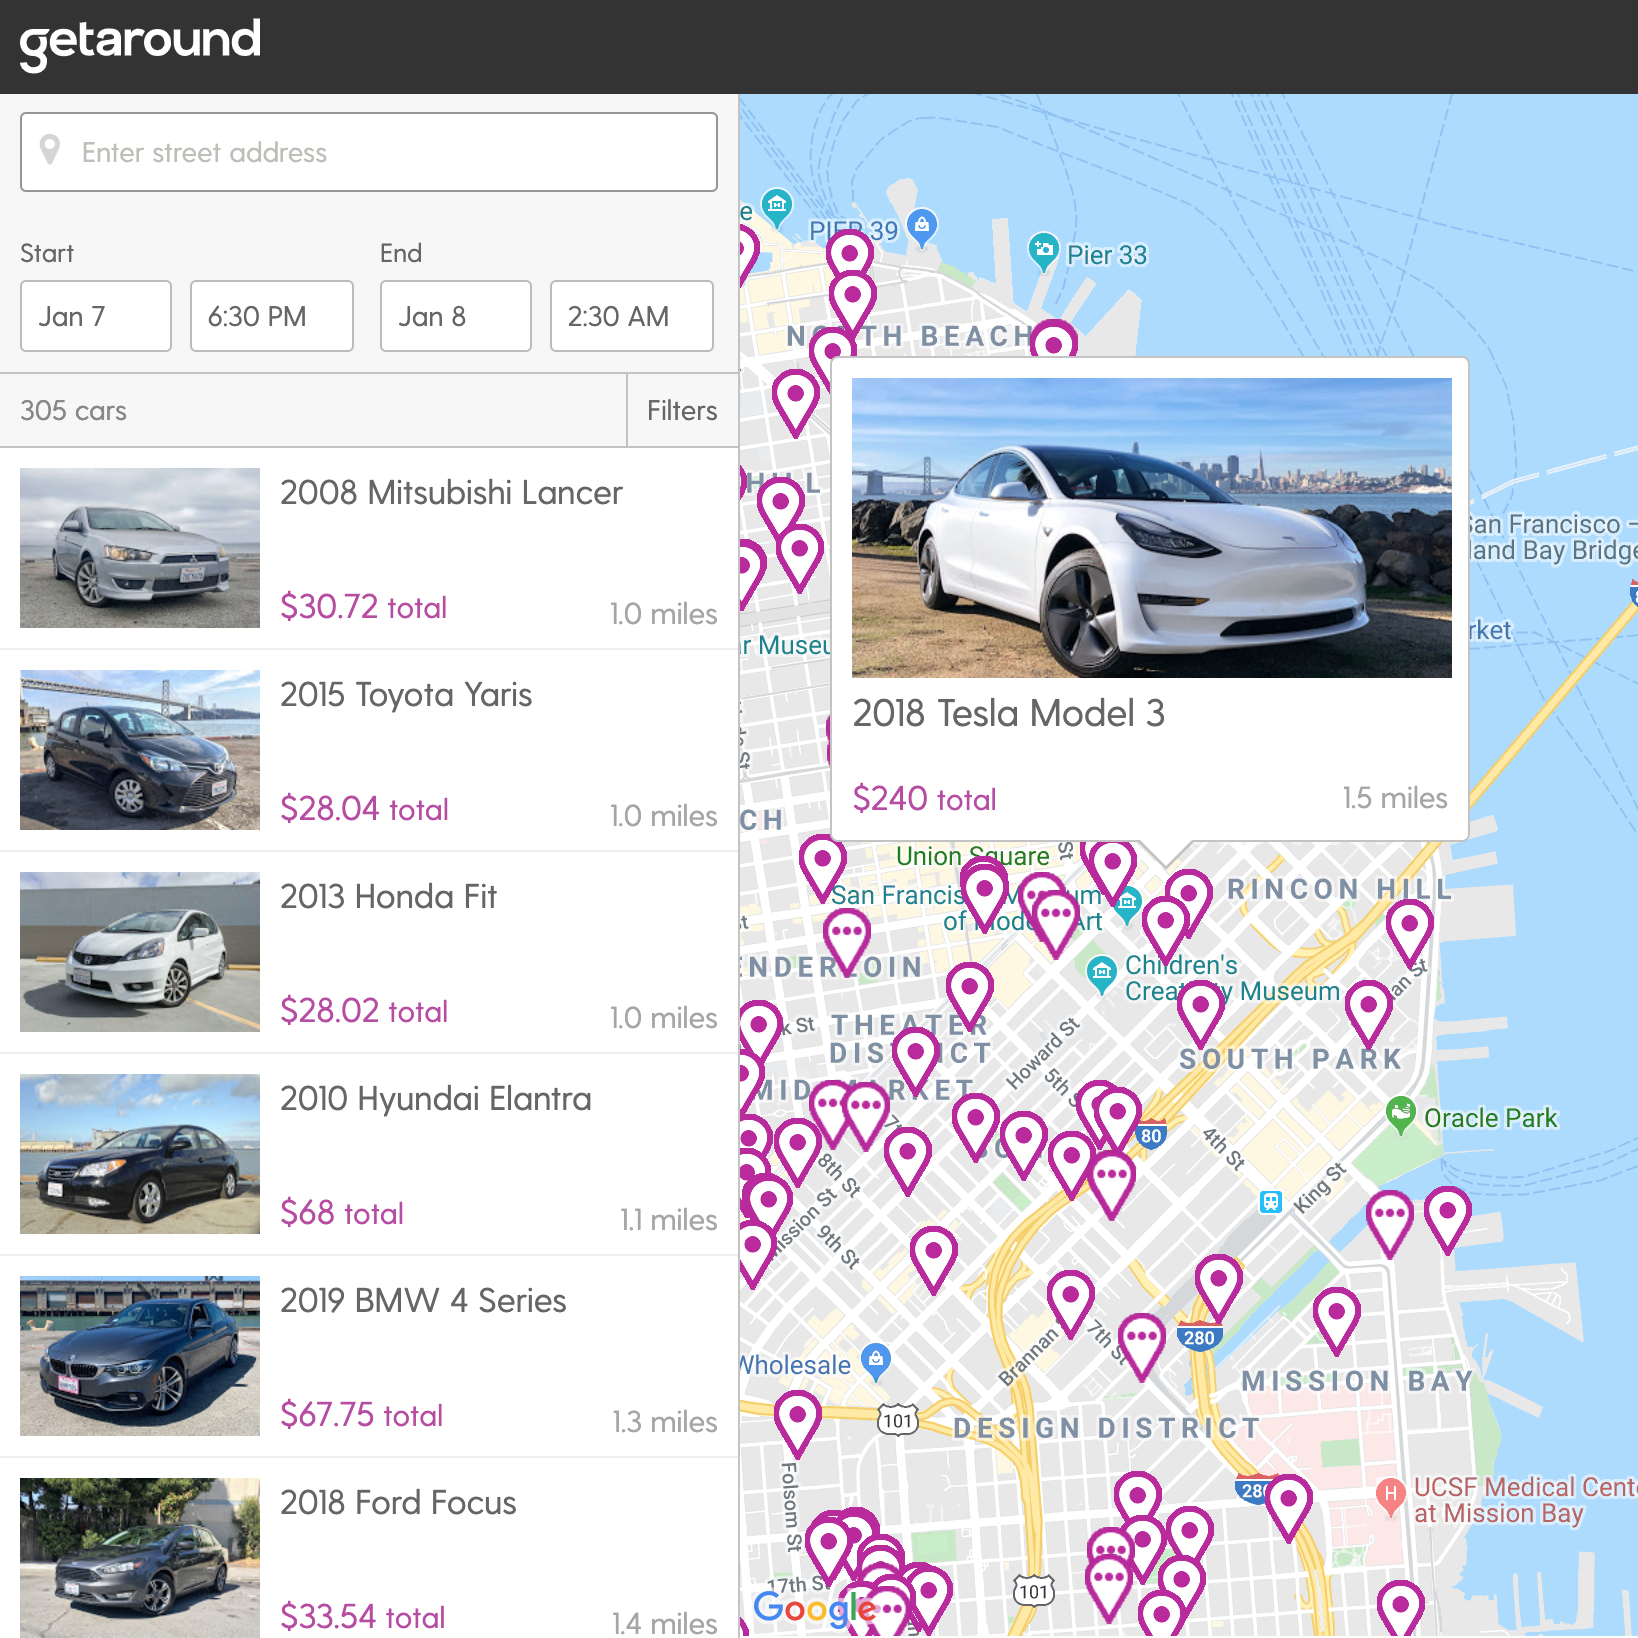 getaround
Enter street address
Start
End
Jan 7
6:30 PM
Jan 8
2:30 AM
305 cars
Filters
2008 Mitsubishi Lancer
$30.72 total
1.0 miles
2015 Toyota Yaris
$28.04 total
1.0 miles
2013 Honda Fit
$28.02 total
1.0 miles
2010 Hyundai Elantra
$68 total
1.1 miles
2019 BMW 4 Series
$67.75 total
1.3 miles
2018 Ford Focus
$33.54 total
1.4 miles
PIER 39
Pier 33
NORTH BEACH
San Francisco –
land Bay Bridge
2018 Tesla Model 3
$240 total
1.5 miles
Union Square
St
San Francisco Museum
of Modern Art
RINCON HILL
Children's
Creativity Museum
THEATER
DISTRICT
Howard St
5th S
SOUTH PARK
MID-MARKET
80
Oracle Park
4th St
King St
8th St
Mission St
9th St
280
Brannan
7th St
MISSION BAY
Wholesale
101
DESIGN DISTRICT
Folsom St
280
UCSF Medical Cent
at Mission Bay
17th S
101
Google